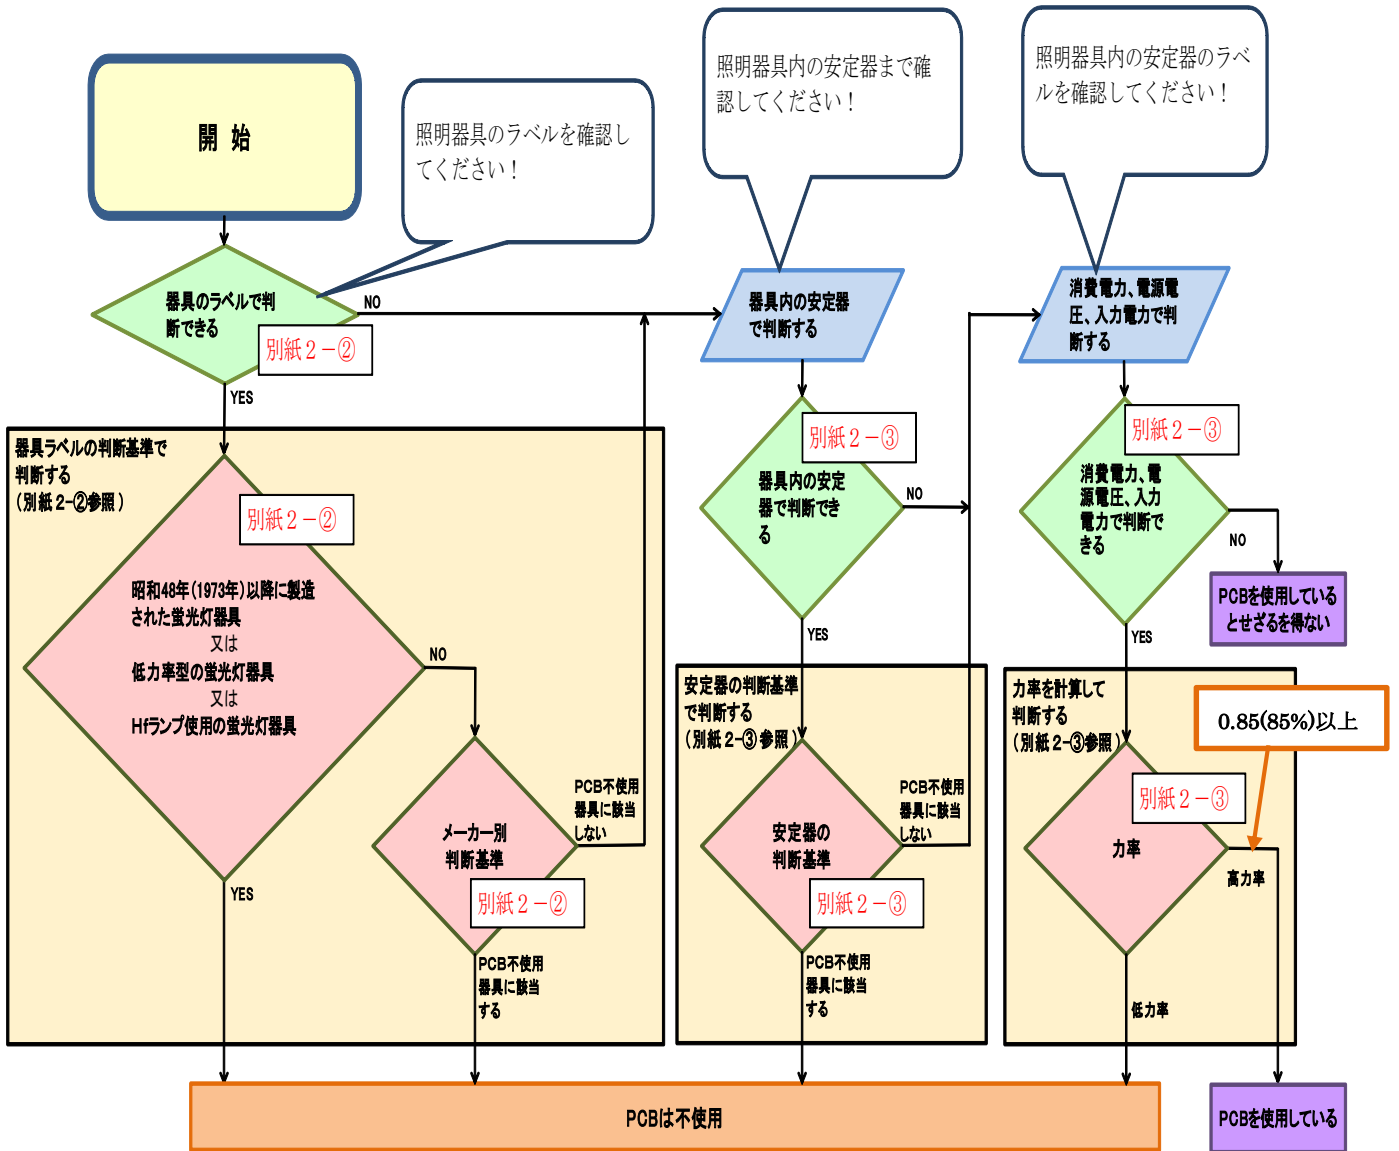 開 始
照明器具のラベルを確認し
てください！
照明器具内の安定器まで確
認してください！
照明器具内の安定器のラベ
ルを確認してください！
器具のラベルで判
断できる
別紙２－②
NO
YES
器具内の安定器
で判断する
消費電力、電源電
圧、入力電力で判
断する
器具ラベルの判断基準で
判断する
（別紙2-②参照）
別紙２－②
昭和48年(1973年)以降に製造
された蛍光灯器具
又は
低力率型の蛍光灯器具
又は
Hfランプ使用の蛍光灯器具
NO
YES
メーカー別
判断基準
別紙２－②
PCB不使用
器具に該当
しない
PCB不使用
器具に該当
する
別紙２－③
器具内の安定
器で判断でき
る
NO
YES
安定器の判断基準
で判断する
（別紙2-③参照）
安定器の
判断基準
別紙２－③
PCB不使用
器具に該当
しない
PCB不使用
器具に該当
する
別紙２－③
消費電力、電
源電圧、入力
電力で判断で
きる
NO
YES
PCBを使用している
とせざるを得ない
力率を計算して
判断する
（別紙2-③参照）
0.85(85%)以上
別紙２－③
力率
高力率
低力率
PCBは不使用
PCBを使用している